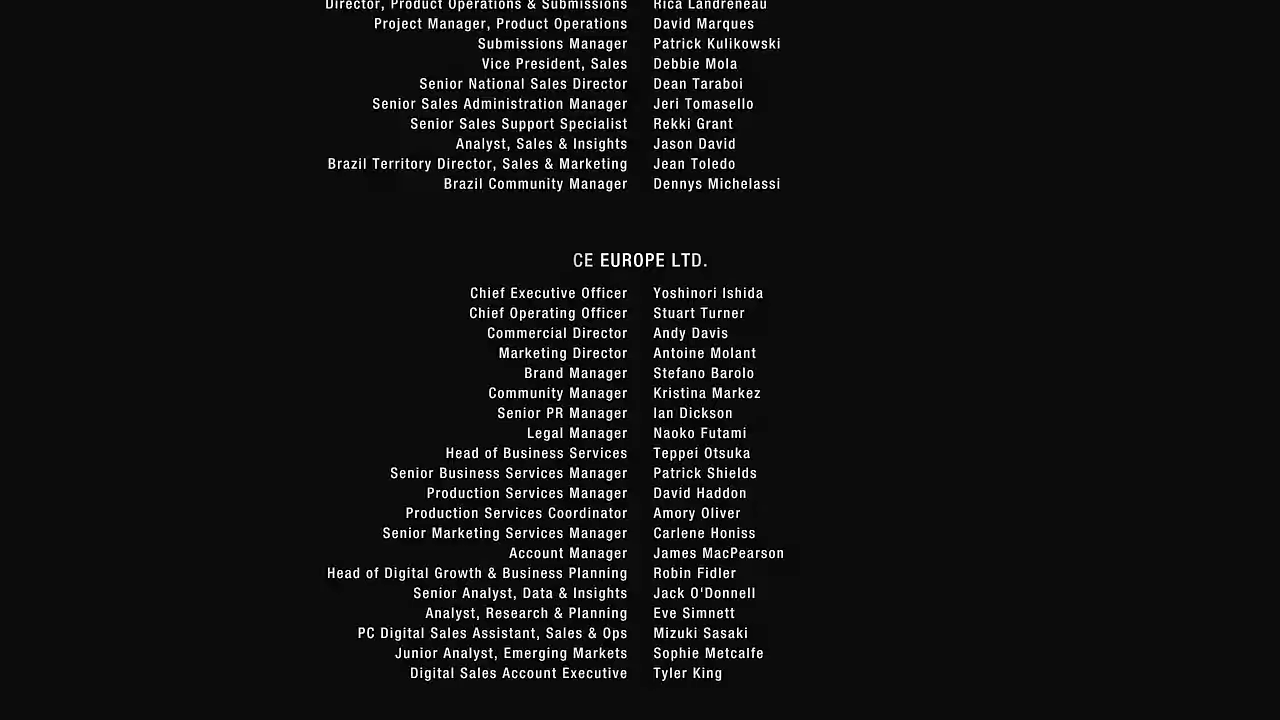 Director, Product Operations & Submissions Rica Landreneau
Project Manager, Product Operations David Marques
Submissions Manager Patrick Kulikowski
Vice President, Sales Debbie Mola
Senior National Sales Director Dean Taraboi
Senior Sales Administration Manager Jeri Tomasello
Senior Sales Support Specialist Rekki Grant
Analyst, Sales & Insights Jason David
Brazil Territory Director, Sales & Marketing Jean Toledo
Brazil Community Manager Dennys Michelassi
CE EUROPE LTD.
Chief Executive Officer Yoshinori Ishida
Chief Operating Officer Stuart Turner
Commercial Director Andy Davis
Marketing Director Antoine Molant
Brand Manager Stefano Barolo
Community Manager Kristina Markez
Senior PR Manager Ian Dickson
Legal Manager Naoko Futami
Head of Business Services Teppei Otsuka
Senior Business Services Manager Patrick Shields
Production Services Manager David Haddon
Production Services Coordinator Amory Oliver
Senior Marketing Services Manager Carlene Honiss
Account Manager James MacPearson
Head of Digital Growth & Business Planning Robin Fidler
Senior Analyst, Data & Insights Jack O'Donnell
Analyst, Research & Planning Eve Simnett
PC Digital Sales Assistant, Sales & Ops Mizuki Sasaki
Junior Analyst, Emerging Markets Sophie Metcalfe
Digital Sales Account Executive Tyler King